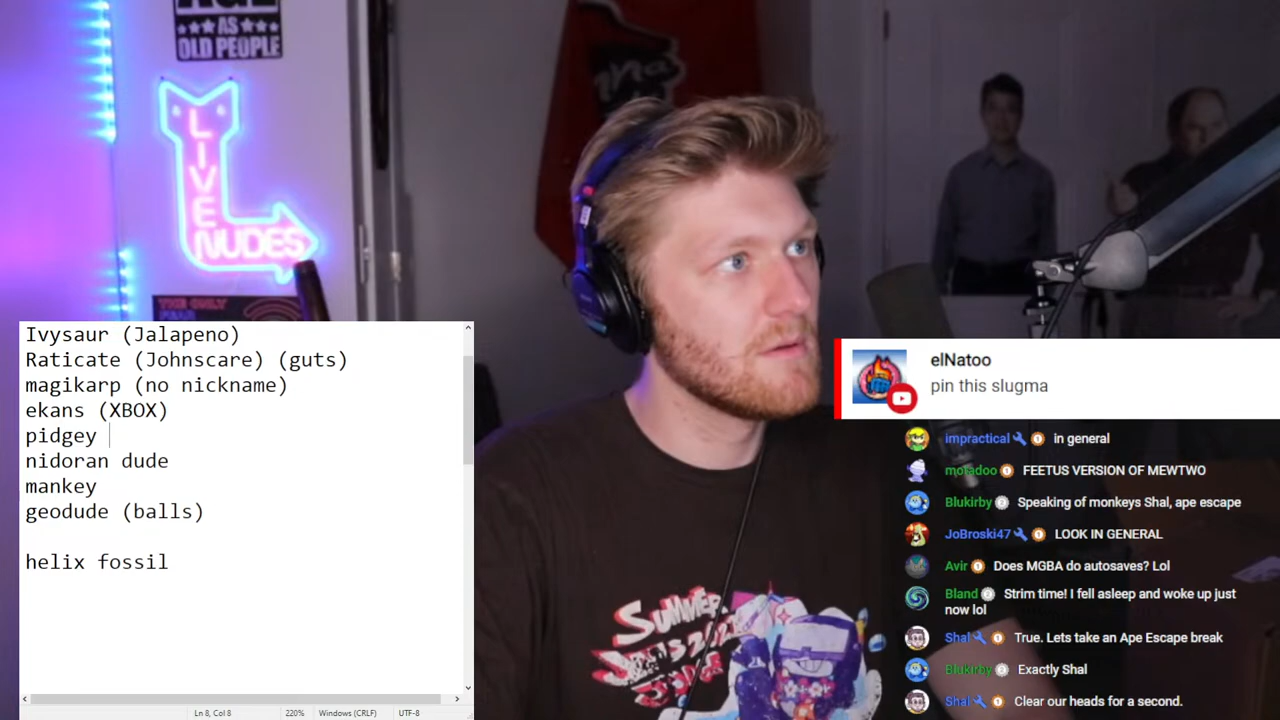 AS
OLD PEOPLE
LIVE
NUDES
THE ONLY
Ivysaur (Jalapeno)
Raticate (Johnscare) (guts)
magikarp (no nickname)
ekans (XBOX)
pidgey
nidoran dude
mankey
geodude (balls)
helix fossil
Ln 8, Col 8
220%
Windows (CRLF)
UTF-8
SUMMER
elNatoo
pin this slugma
impractical in general
FEETUS VERSION OF MEWTWO
Blukirby Speaking of monkeys Shal, ape escape
JoBroski47 LOOK IN GENERAL
Avir Does MGBA do autosaves? Lol
Bland Strim time! I fell asleep and woke up just
now lol
Shal True. Lets take an Ape Escape break
Blukirby Exactly Shal
Shal Clear our heads for a second.